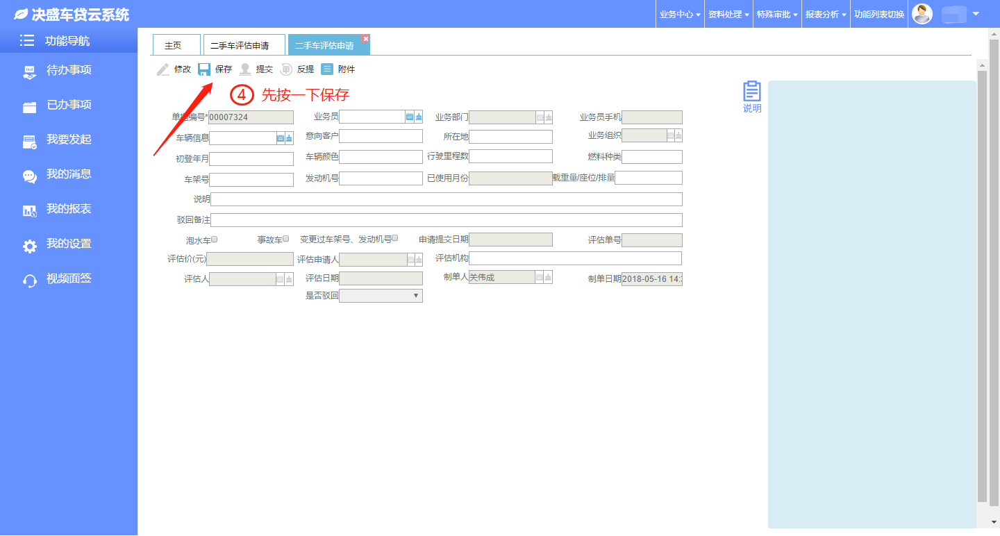 决盛车贷云系统
业务中心 资料处理 特殊审批 报表分析 功能列表切换
功能导航
待办事项
已办事项
我要发起
我的消息
我的报表
我的设置
视频面签
主页 二手车评估申请 二手车评估申请
修改 保存 提交 反提 附件
④ 先按一下保存
说明
单据编号*00007324 业务员 业务部门 业务员手机
车辆信息 意向客户 所在地 业务组织
初登年月 车辆颜色 行驶里程数 燃料种类
车架号 发动机号 已使用月份 载重量/座位/排量
说明
驳回备注
泡水车 事故车 变更过车架号、发动机号 申请提交日期 评估单号
评估价(元) 评估申请人 评估机构
评估人 评估日期 制单人关伟成 制单日期2018-05-16 14:
是否驳回